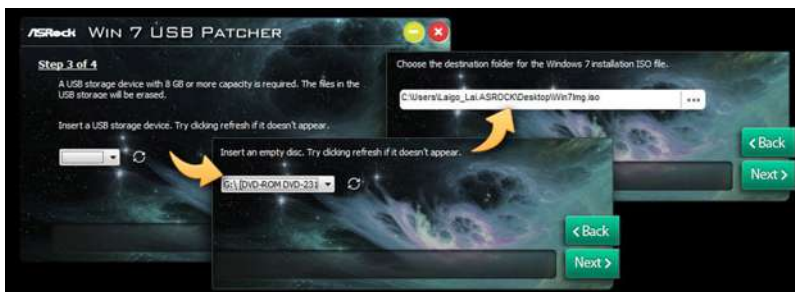 ASRock WIN 7 USB PATCHER
Step 3 of 4
A USB storage device with 8 GB or more capacity is required. The files in the
USB storage will be erased.
Insert a USB storage device. Try clicking refresh if it doesn't appear.
Insert an empty disc. Try clicking refresh if it doesn't appear.
G:\ [DVD-ROM DVD-231
< Back
Next >
Choose the destination folder for the Windows 7 installation ISO file.
C:\Users\Laigo_Lai.ASROCK\Desktop\Win7Img.iso
...
< Back
Next >